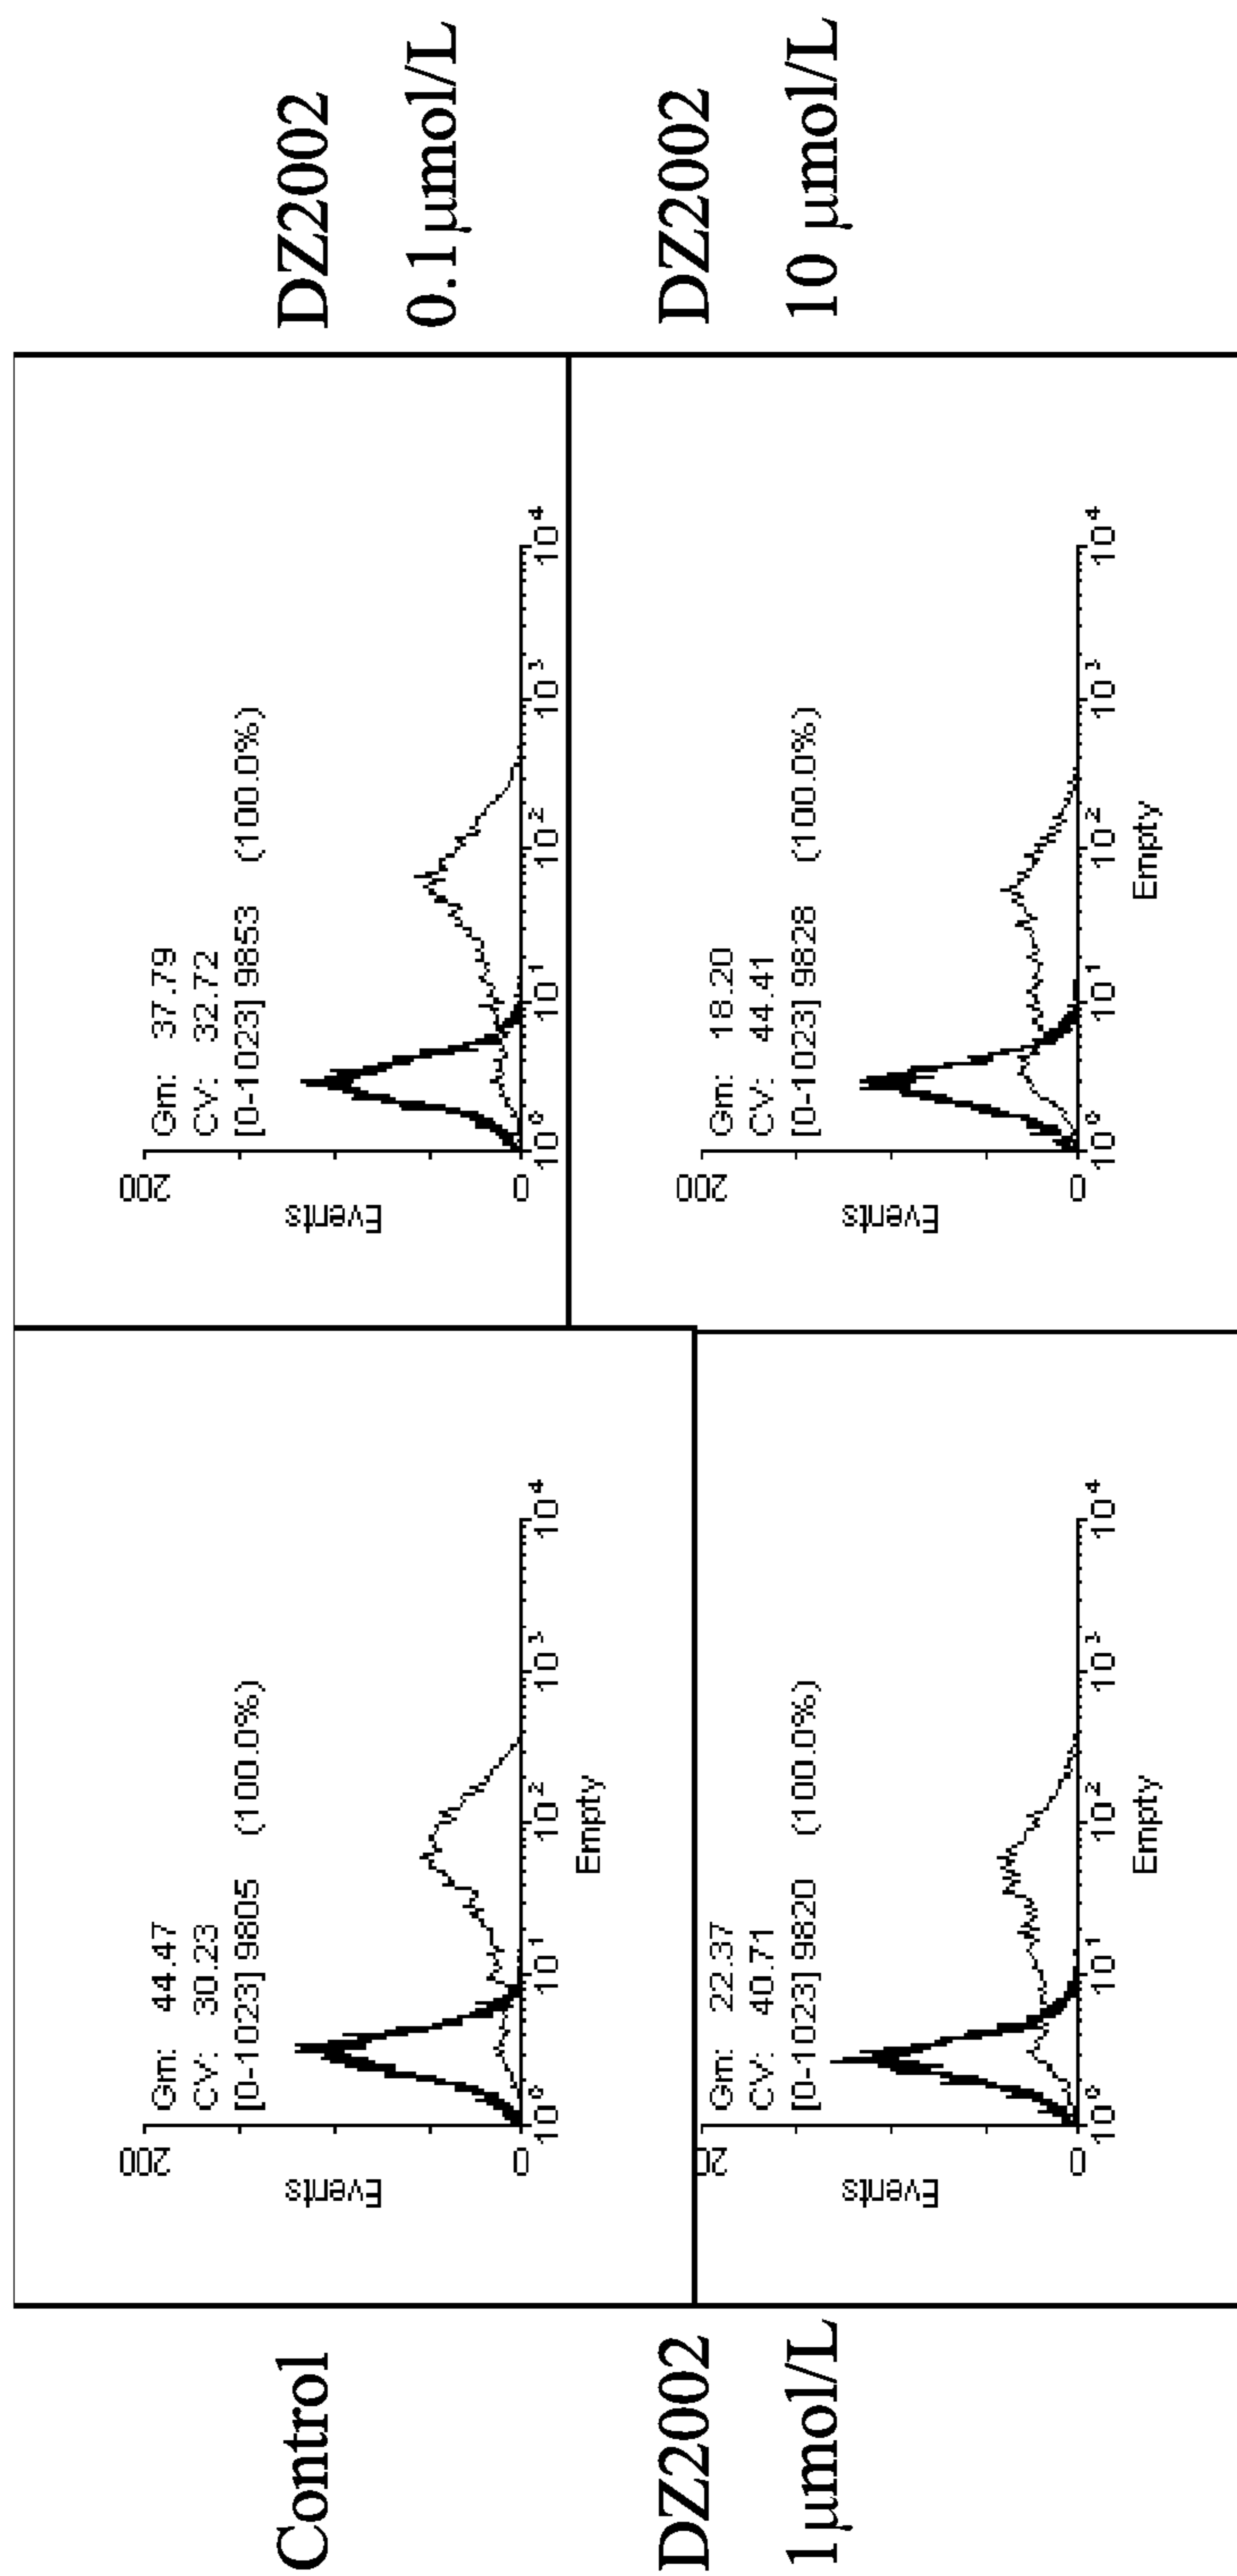 Control
200
Events
0
Gm: 44.47
CV: 30.23
[0-1023] 9805 (100.0%)
10⁰ 10¹ 10² 10³ 10⁴
Empty
200
Events
0
Gm: 37.79
CV: 32.72
[0-1023] 9853 (100.0%)
10⁰ 10¹ 10² 10³ 10⁴
DZ2002
0.1μmol/L
DZ2002
1μmol/L
Events
0
Gm: 22.37
CV: 40.71
[0-1023] 9820 (100.0%)
10⁰ 10¹ 10² 10³ 10⁴
Empty
200
Events
0
Gm: 18.20
CV: 44.41
[0-1023] 9828 (100.0%)
10⁰ 10¹ 10² 10³ 10⁴
Empty
DZ2002
10 μmol/L